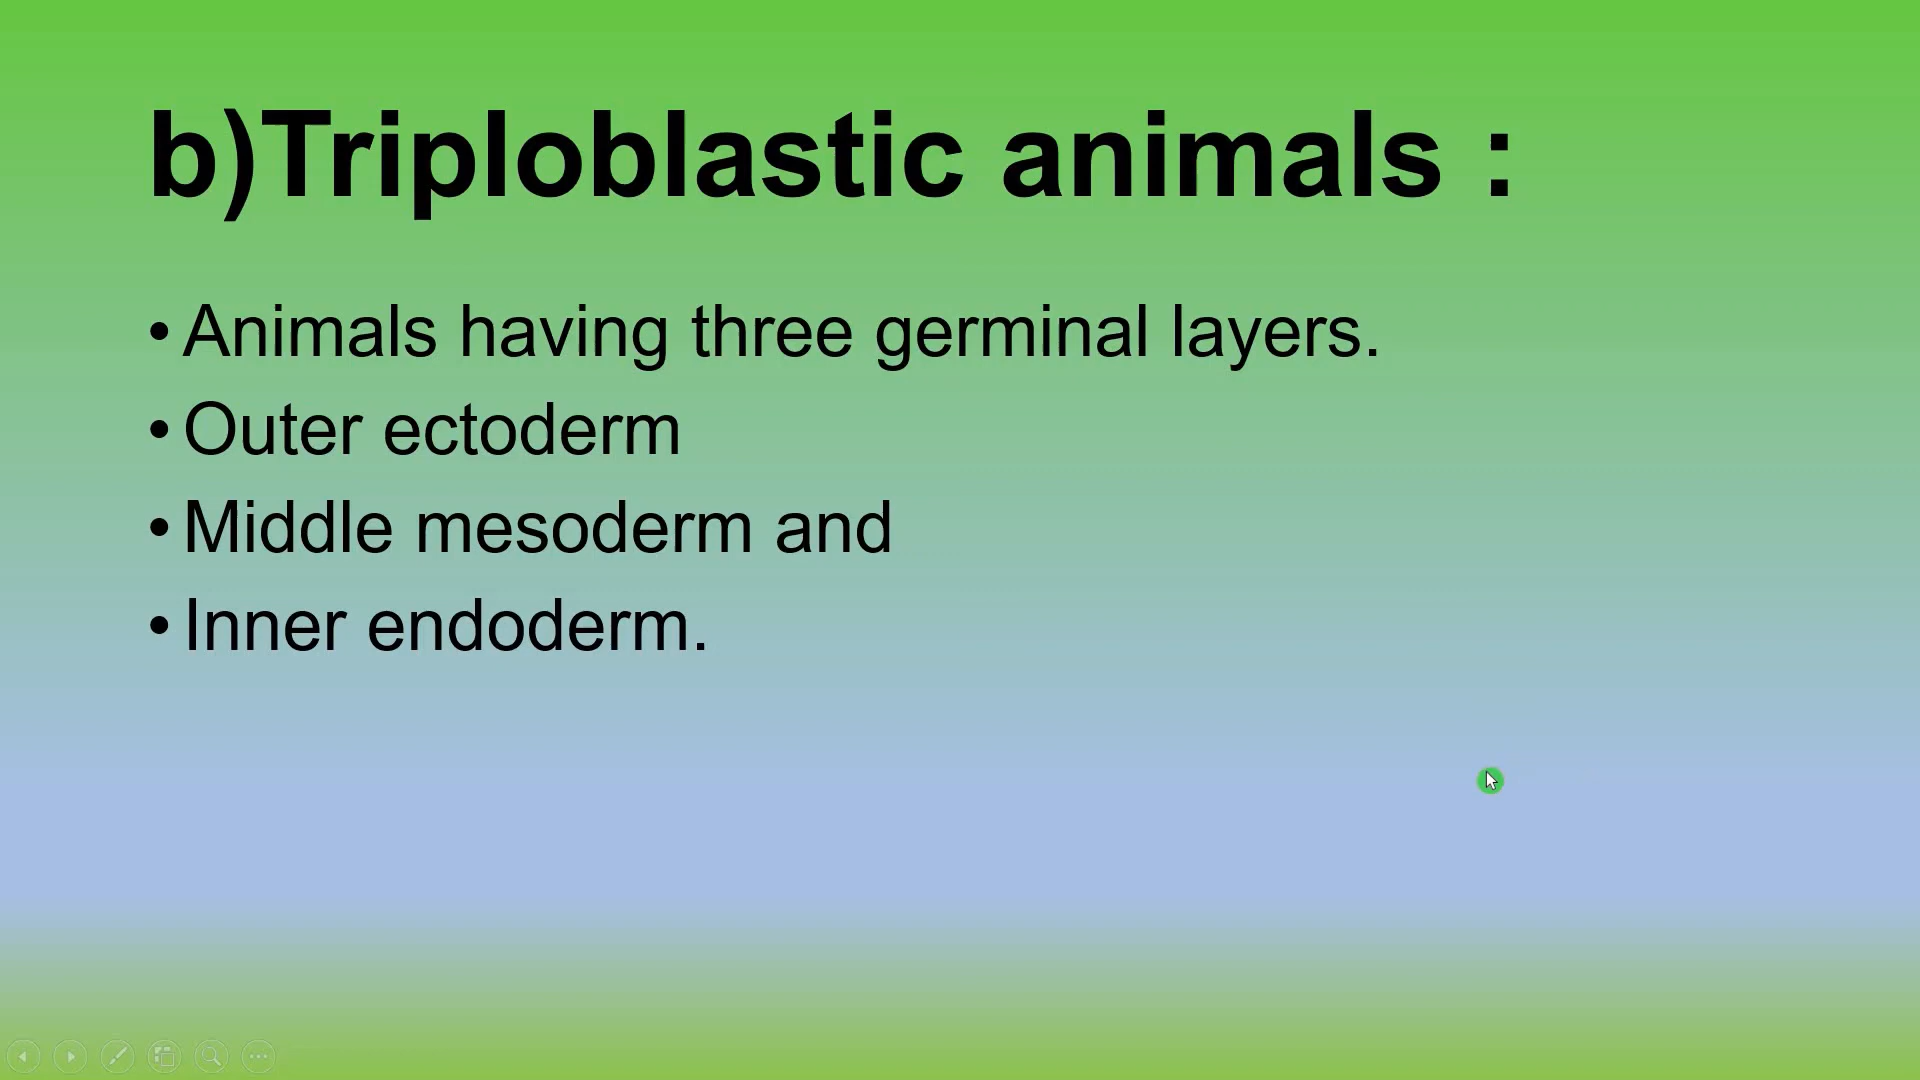 b)Triploblastic animals :
•Animals having three germinal layers.
•Outer ectoderm
•Middle mesoderm and
•Inner endoderm.